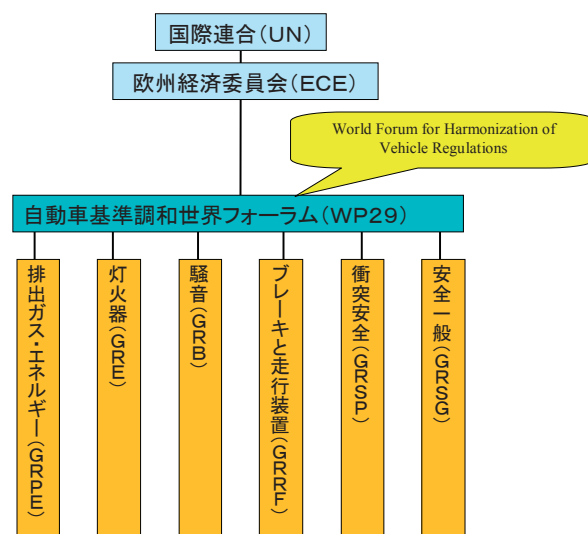 国際連合(UN)
欧州経済委員会(ECE)
World Forum for Harmonization of
Vehicle Regulations
自動車基準調和世界フォーラム(WP29)
排出ガス・エネルギー(GRPE)
灯火器(GRE)
騒音(GRB)
ブレーキと走行装置(GRRF)
衝突安全(GRSP)
安全一般(GRSG)